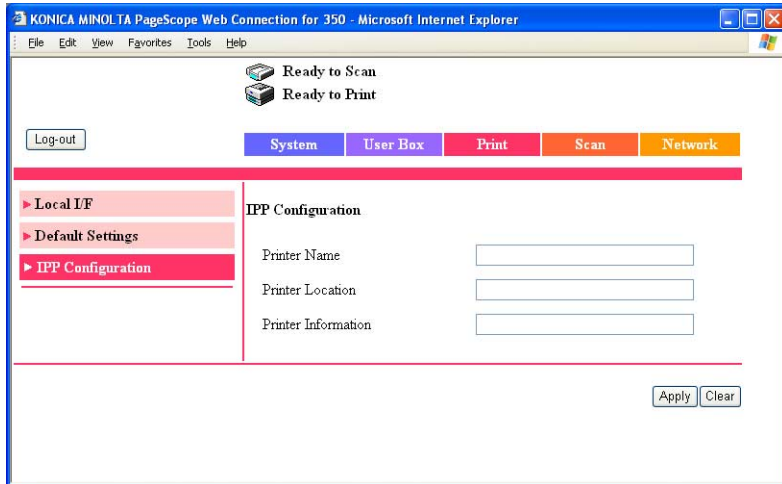 KONICA MINOLTA PageScope Web Connection for 350 - Microsoft Internet Explorer
File Edit View Favorites Tools Help
Ready to Scan
Ready to Print
Log-out
System User Box Print Scan Network
Local I/F
Default Settings
IPP Configuration
IPP Configuration
Printer Name
Printer Location
Printer Information
Apply Clear